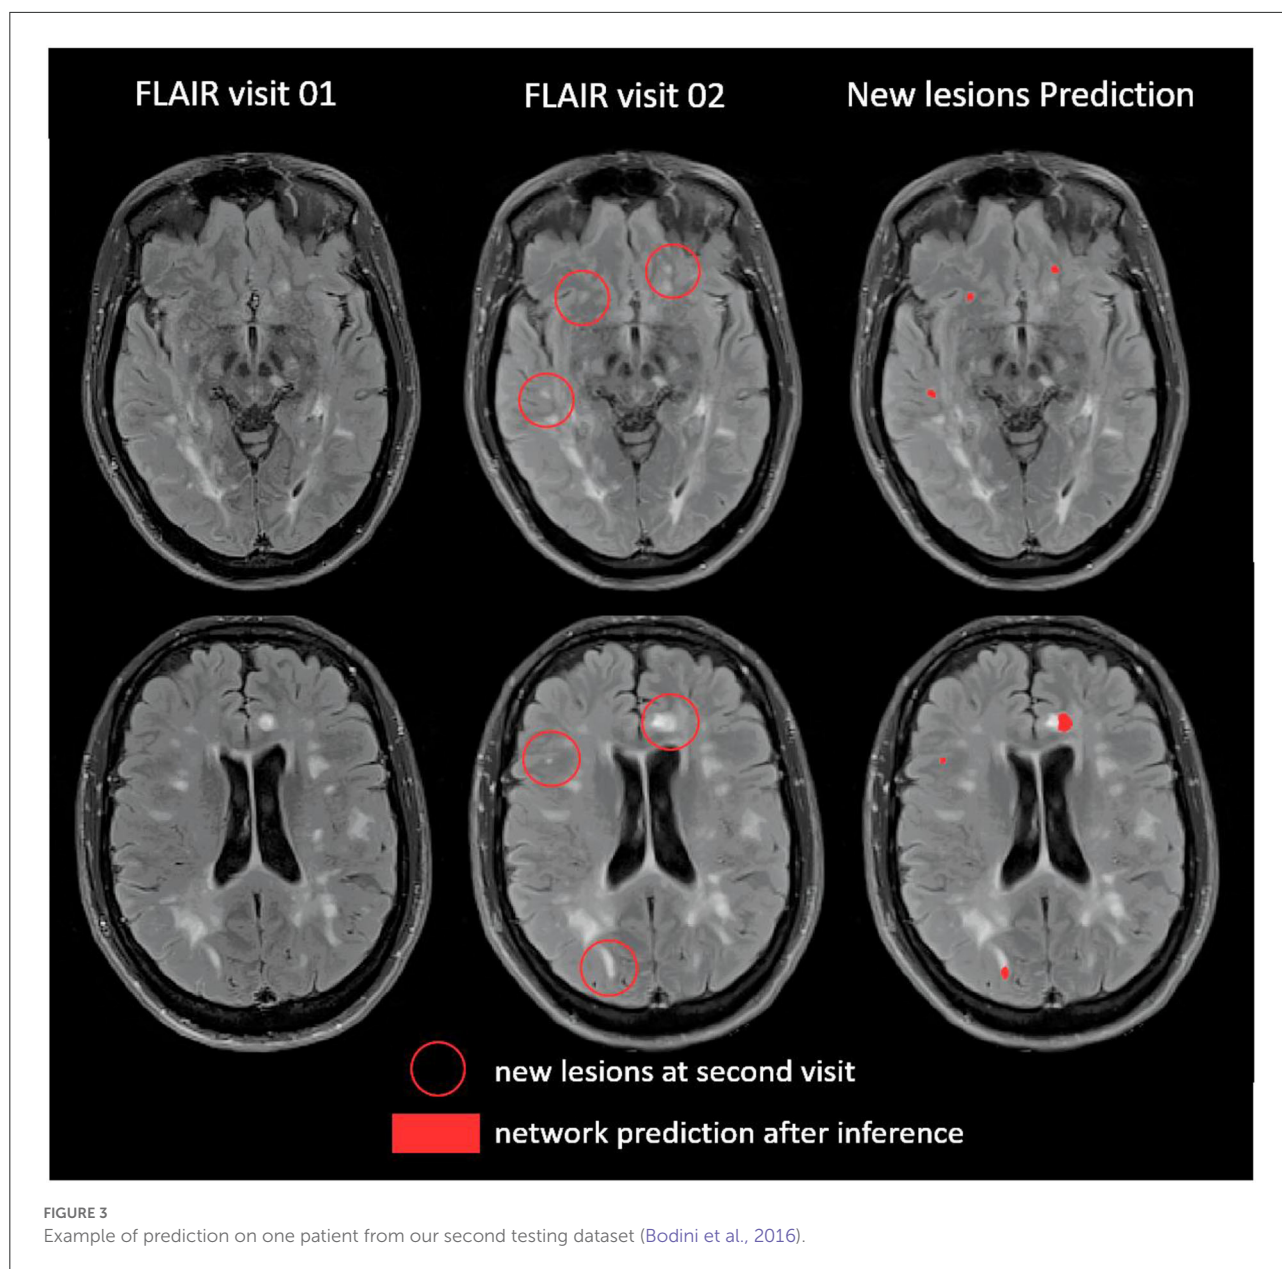 FLAIR visit 01
FLAIR visit 02
New lesions Prediction
new lesions at second visit
network prediction after inference
FIGURE 3
Example of prediction on one patient from our second testing dataset (Bodini et al., 2016).